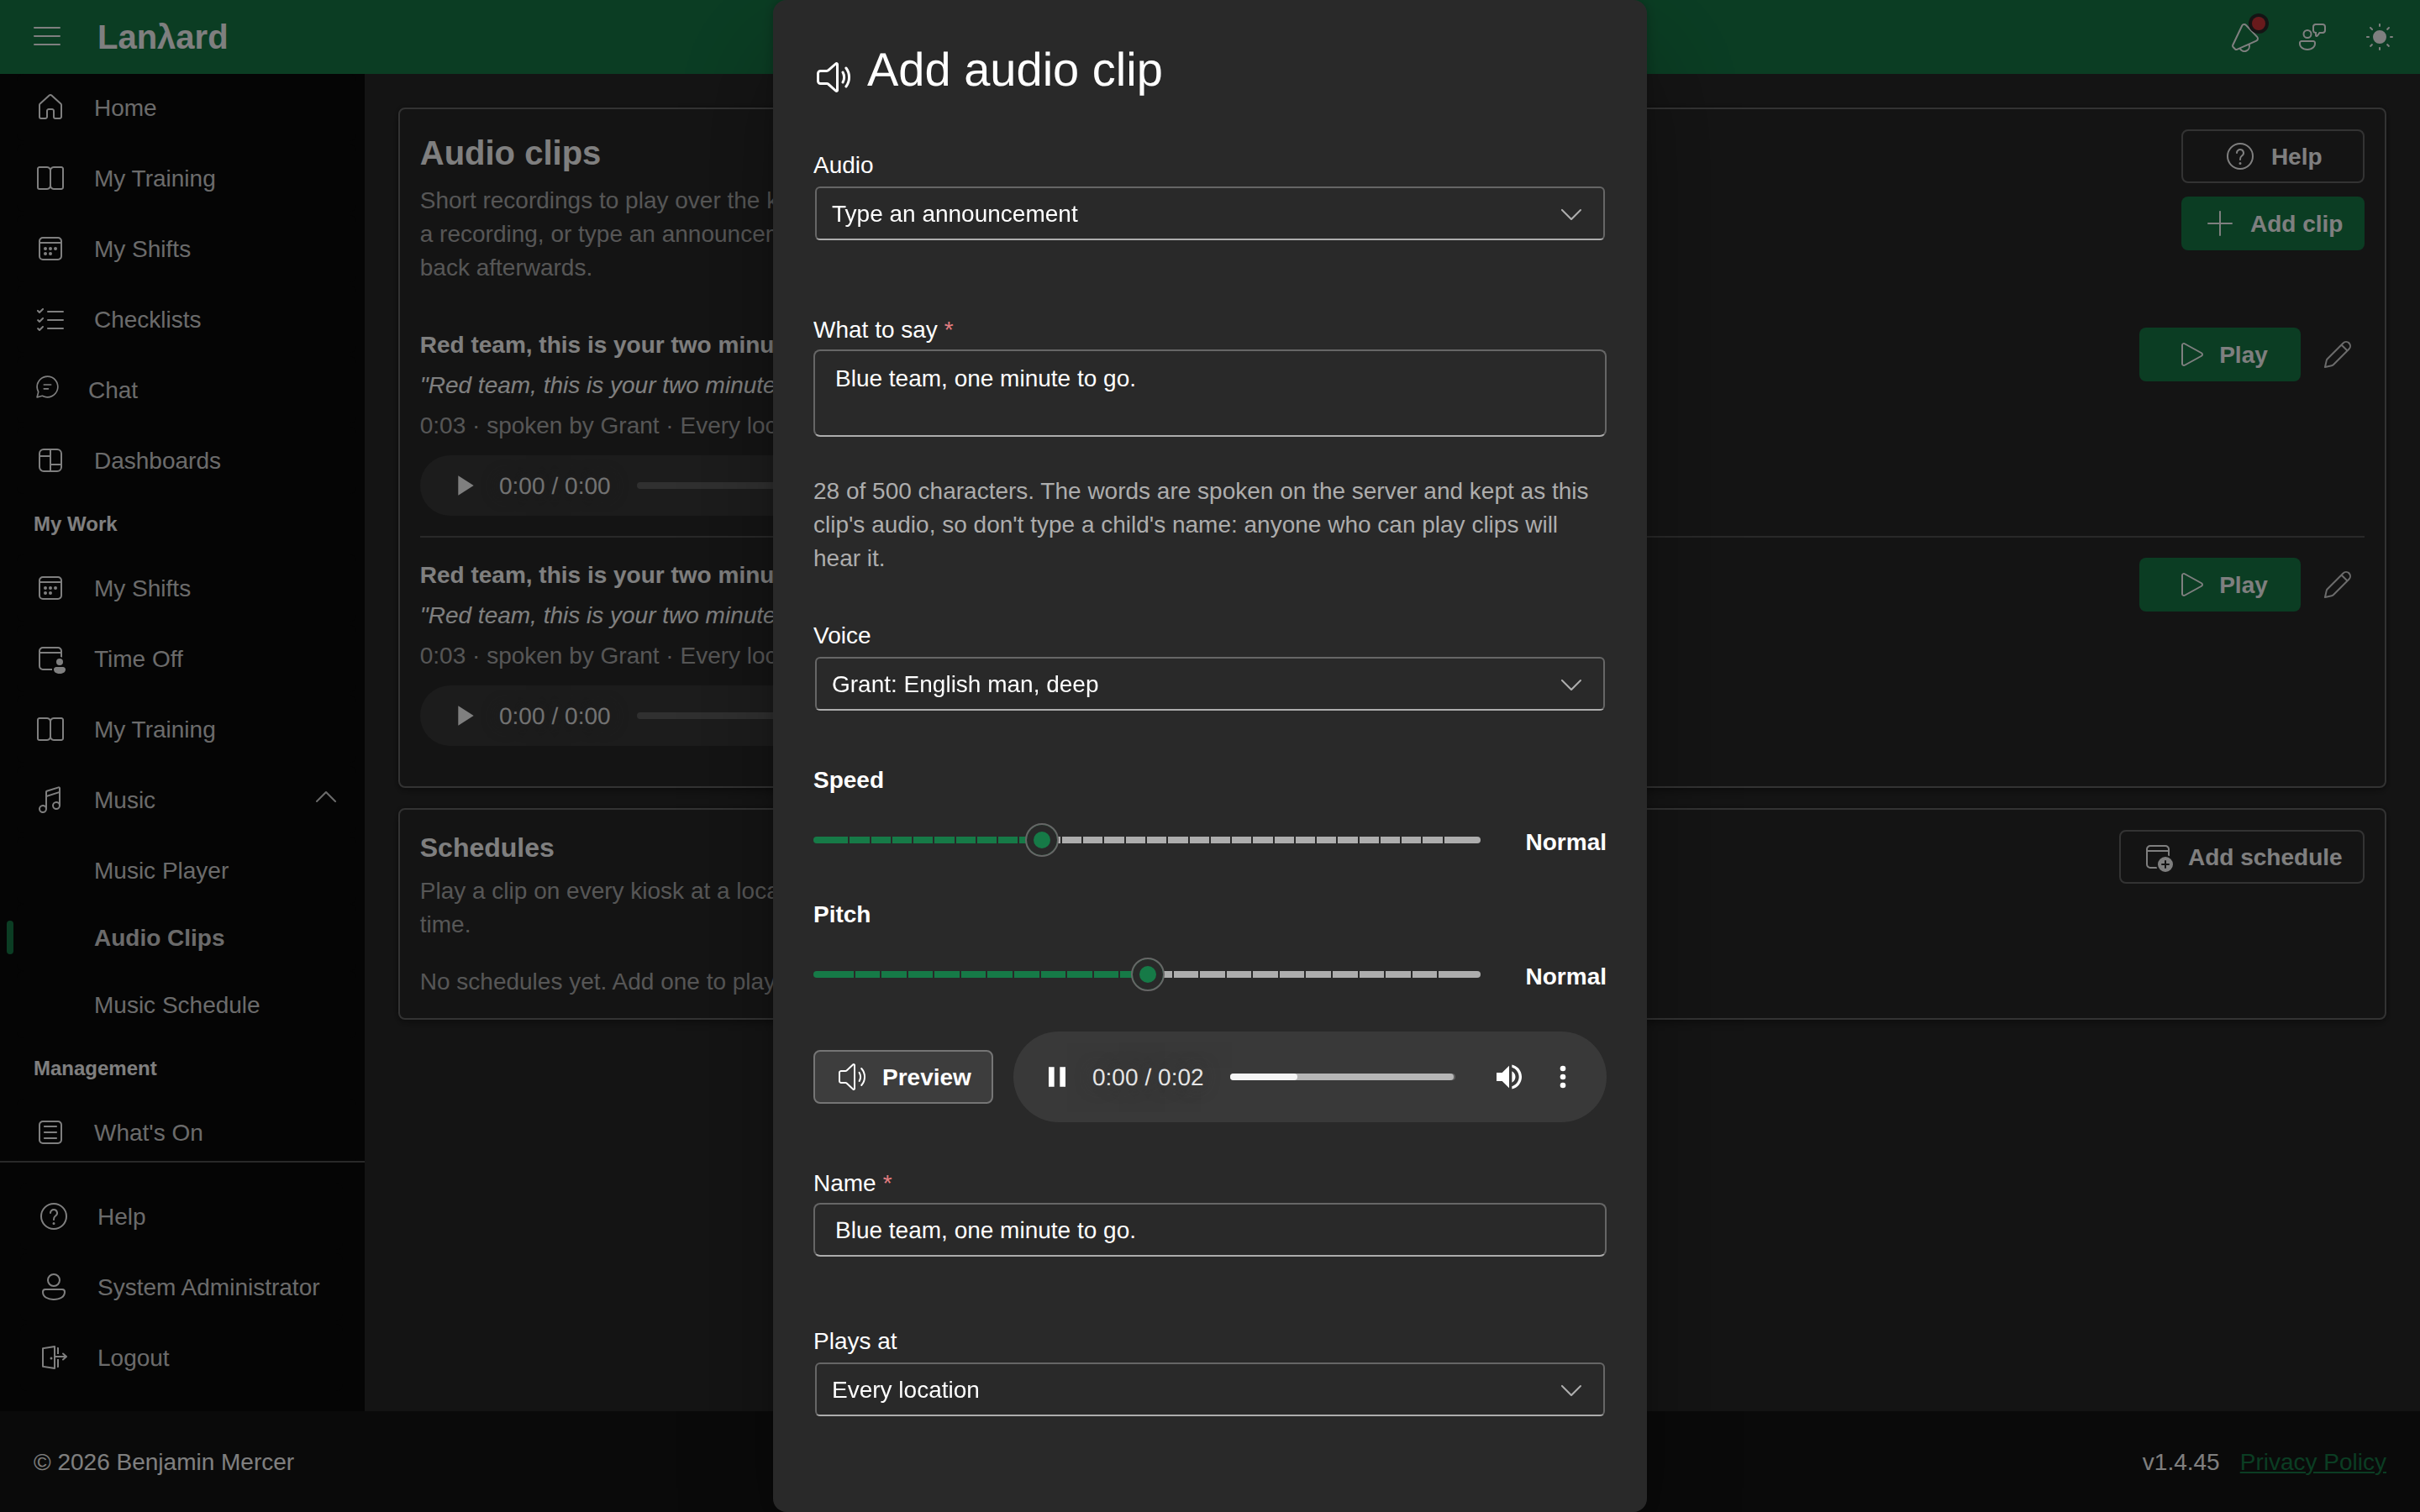 Lanλard
Home
My Training
My Shifts
Checklists
Chat
Dashboards
My Work
My Shifts
Time Off
My Training
Music
Music Player
Audio Clips
Music Schedule
Management
What's On
Help
System Administrator
Logout
Audio clips
Short recordings to play over the
a recording, or type an
back afterwards.
Help
Add clip
Red team, this is your two
"Red team, this is your two minute
0:03 · spoken by Grant · Every
0:00 / 0:00
Play
Red team, this is your two
"Red team, this is your two minute
0:03 · spoken by Grant · Every
0:00 / 0:00
Play
Schedules
Play a clip on every kiosk at a
time.
No schedules yet. Add one to play
Add schedule
Add audio clip
Audio
Type an announcement
What to say *
Blue team, one minute to go.
28 of 500 characters. The words are spoken on the server and kept as this
clip's audio, so don't type a child's name: anyone who can play clips will
hear it.
Voice
Grant: English man, deep
Speed
Normal
Pitch
Normal
Preview
0:00 / 0:02
Name *
Blue team, one minute to go.
Plays at
Every location
© 2026 Benjamin Mercer
v1.4.45 Privacy Policy